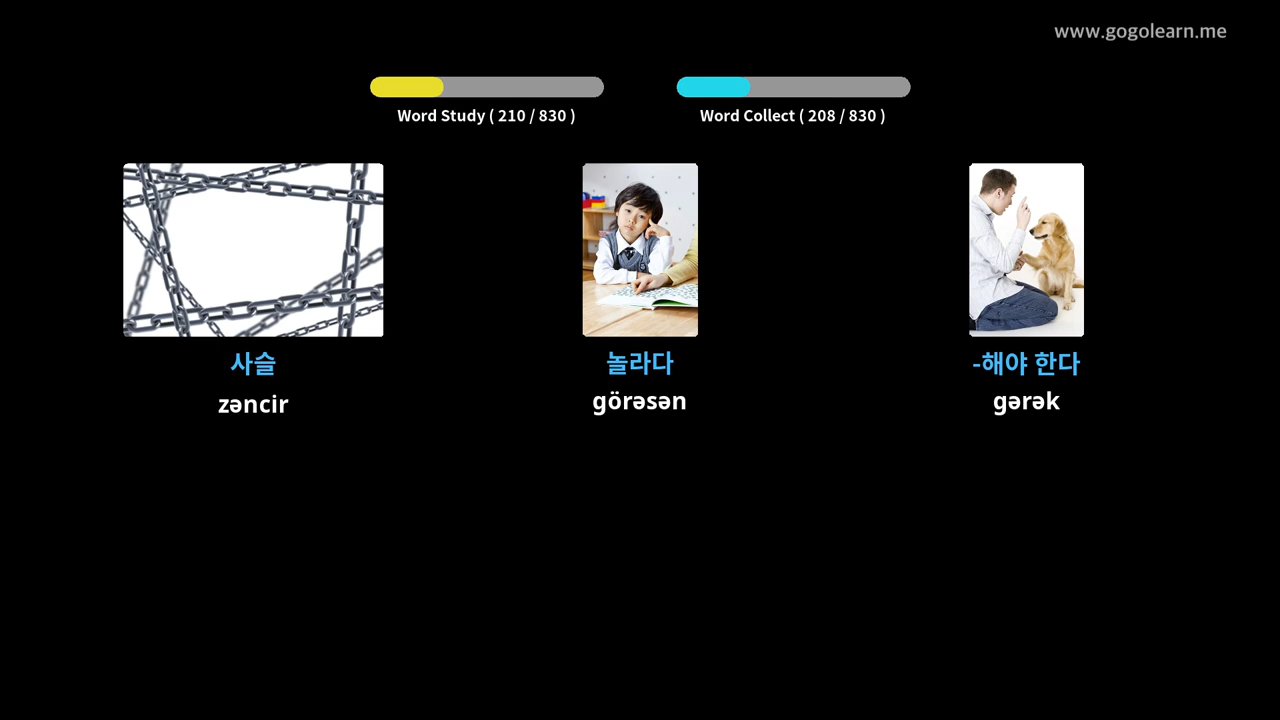 www.gogolearn.me
Word Study ( 210 / 830 )
Word Collect ( 208 / 830 )
사슬
zəncir
놀라다
görəsən
-해야 한다
gərək